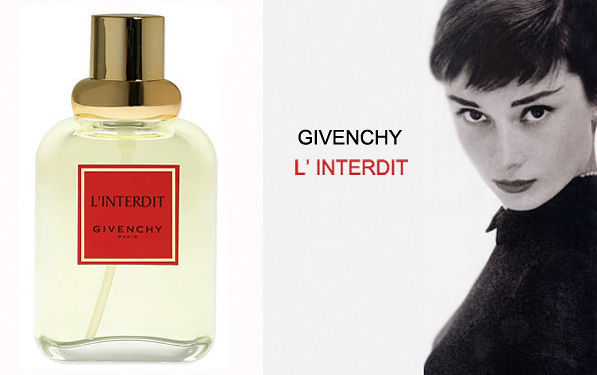 L'INTERDIT
GIVENCHY
PARIS
GIVENCHY
L' INTERDIT